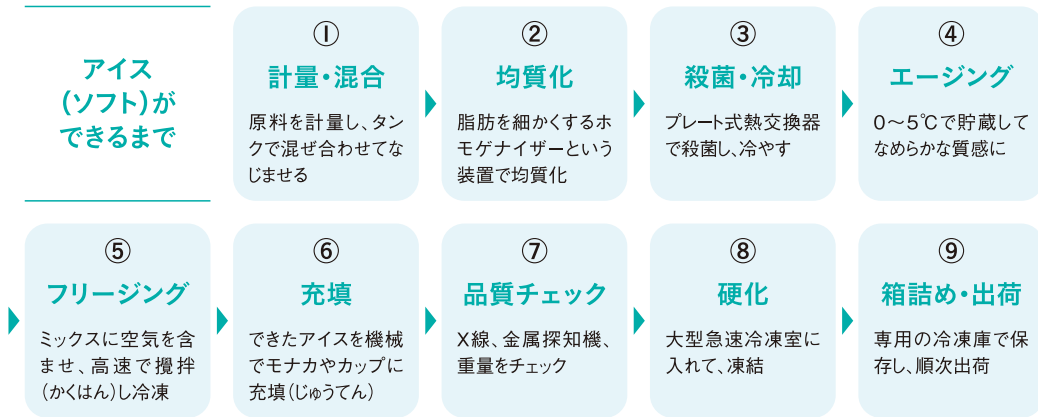 アイス
(ソフト)が
できるまで
①
計量・混合
原料を計量し、タン
クで混ぜ合わせてな
じませる
②
均質化
脂肪を細かくするホ
モゲナイザーという
装置で均質化
③
殺菌・冷却
プレート式熱交換器
で殺菌し、冷やす
④
エージング
0〜5℃で貯蔵して
なめらかな質感に
⑤
フリージング
ミックスに空気を含
ませ、高速で攪拌
(かくはん)し冷凍
⑥
充填
できたアイスを機械
でモナカやカップに
充填(じゅうてん)
⑦
品質チェック
X線、金属探知機、
重量をチェック
⑧
硬化
大型急速冷凍室に
入れて、凍結
⑨
箱詰め・出荷
専用の冷凍庫で保
存し、順次出荷